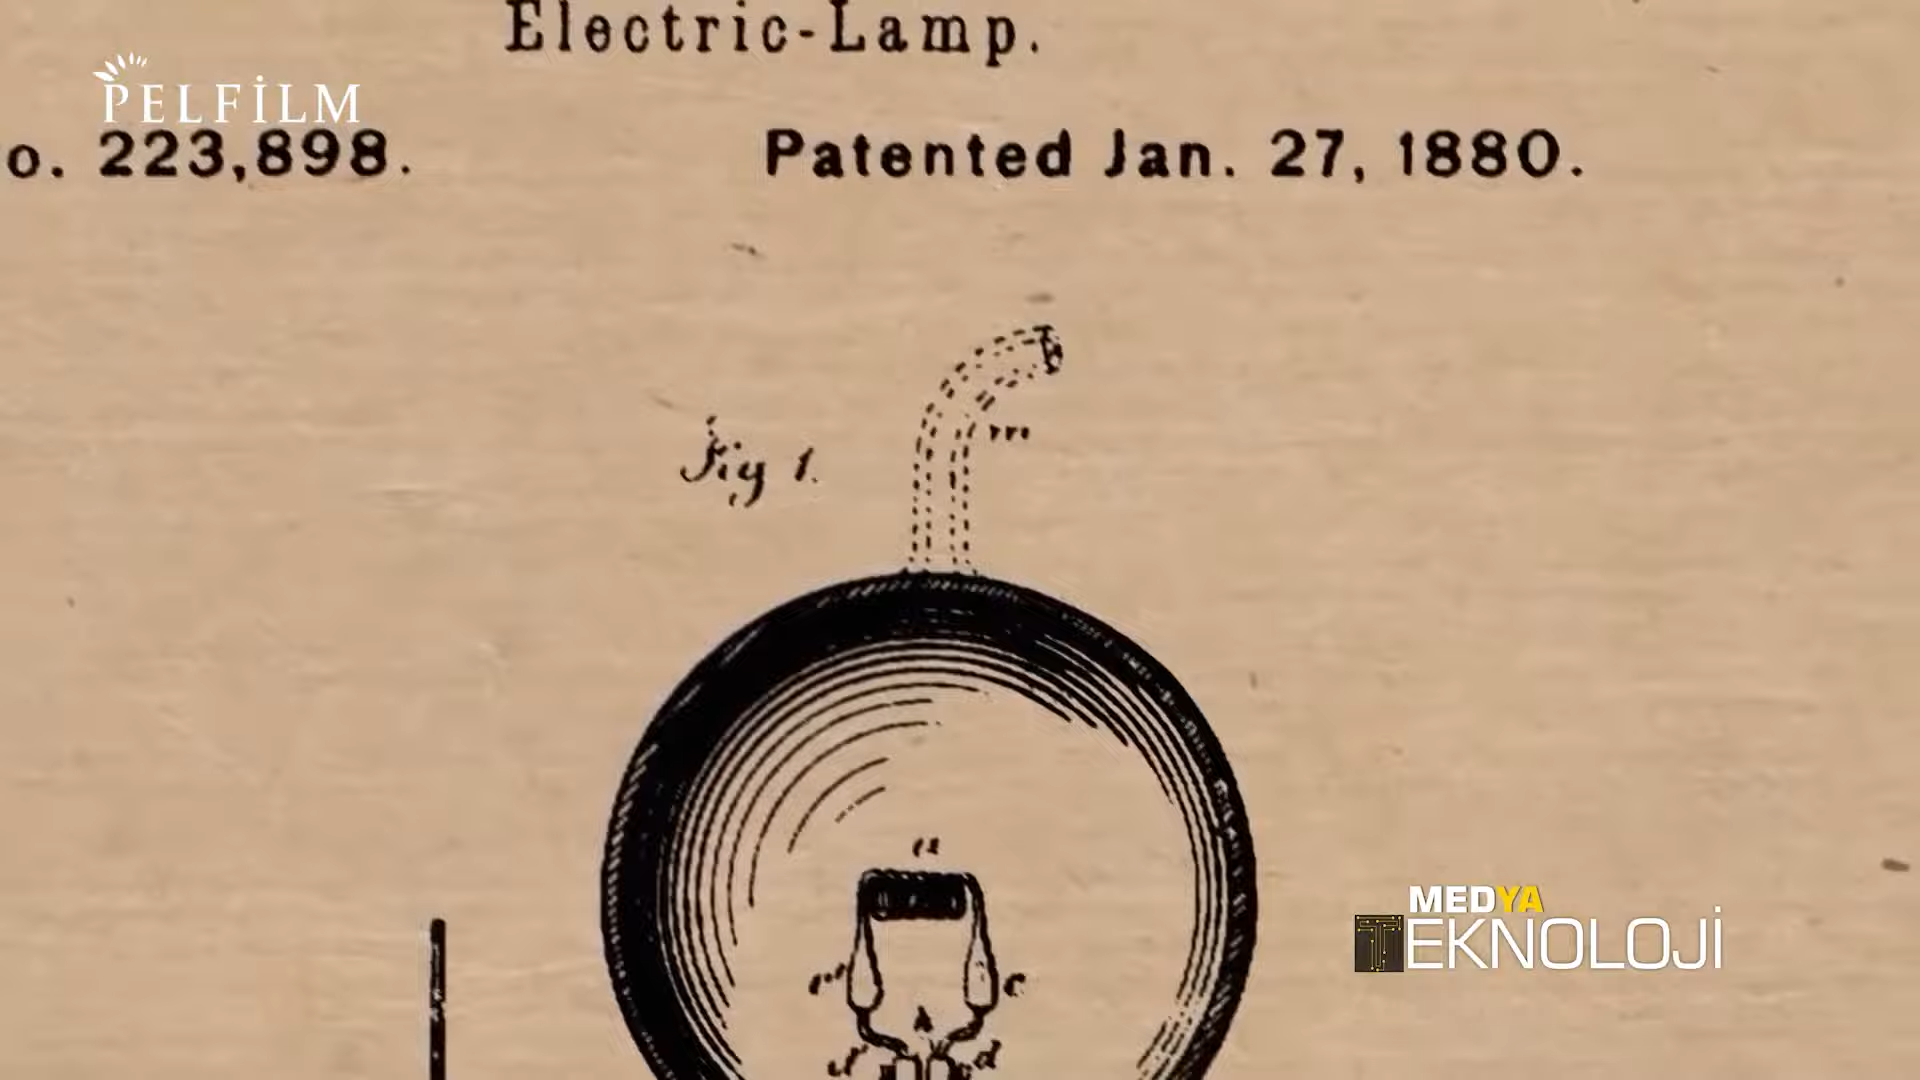 Electric-Lamp.
PELFİLM
o. 223,898.
Patented Jan. 27, 1880.
Fig 1.
m
a
c'
c
h
d'
d
MEDYA
TEKNOLOJİ